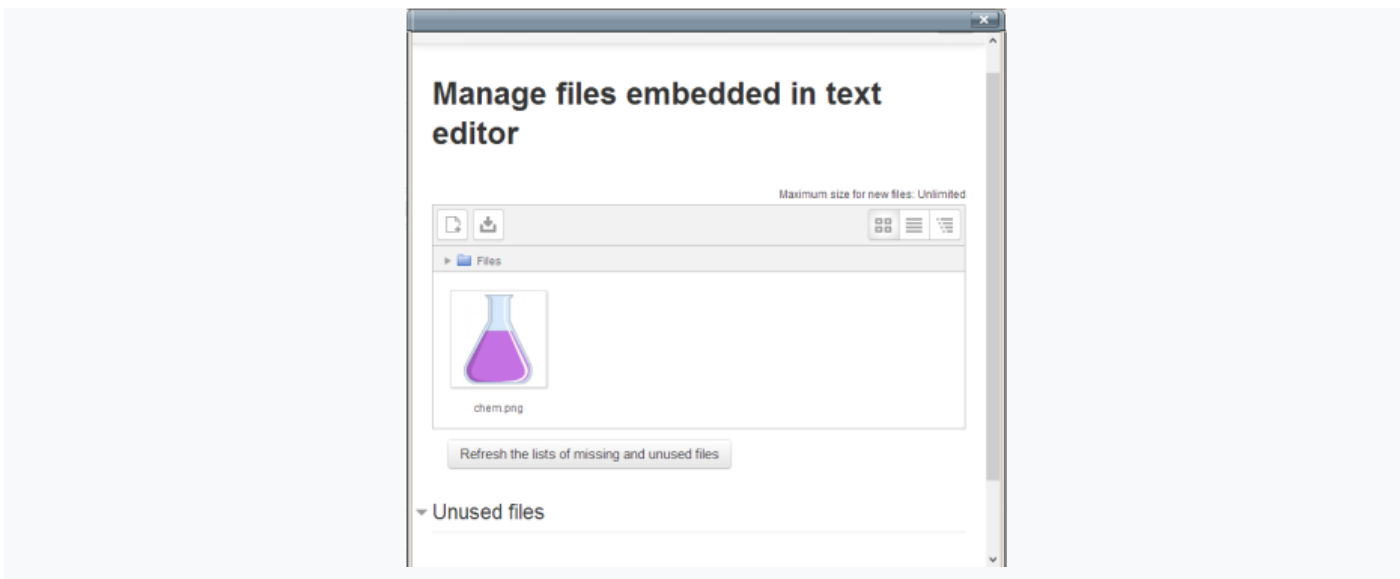 Manage files embedded in text
editor
Maximum size for new files: Unlimited
Files
chem.png
Refresh the lists of missing and unused files
Unused files